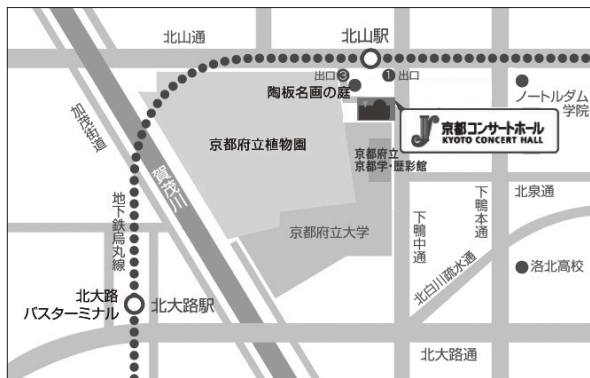 北山通
北山駅
出口
3
1
出口
陶板名画の庭
ノートルダム
学院
加茂街道
京都府立植物園
京都コンサートホール
KYOTO CONCERT HALL
京都府立
京都学・歴彩館
賀茂川
地下鉄烏丸線
北泉通
下鴨中通
下鴨本通
京都府立大学
北白川疏水通
洛北高校
北大路
バスターミナル
北大路駅
北大路通